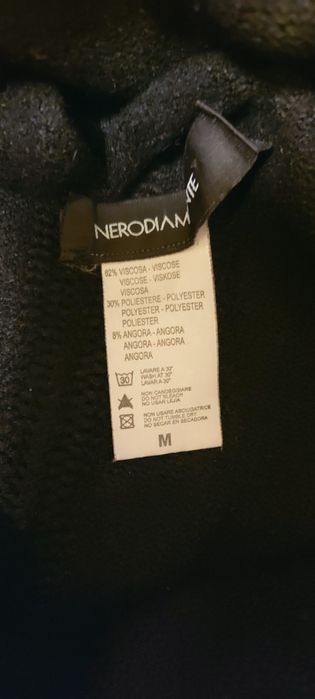 NERODIAM
NTE
62% VISCOSA - VISCOSE
VISCOSE - VISKOSE
VISCOSA
30% POLIESTERE - POLYESTER
POLYESTER - POLYESTER
POLIESTER
8% ANGORA - ANGORA
ANGORA - ANGORA
ANGORA
30
LAVARE A 30°
WASH AT 30°
LAVAR A 30°
NON CANDEGGIARE
DO NOT BLEACH
NO USAR LEJIA
NON USARE ASCIUGATRICE
DO NOT TUMBLE DRY
NO SECAR EN SECADORA
M